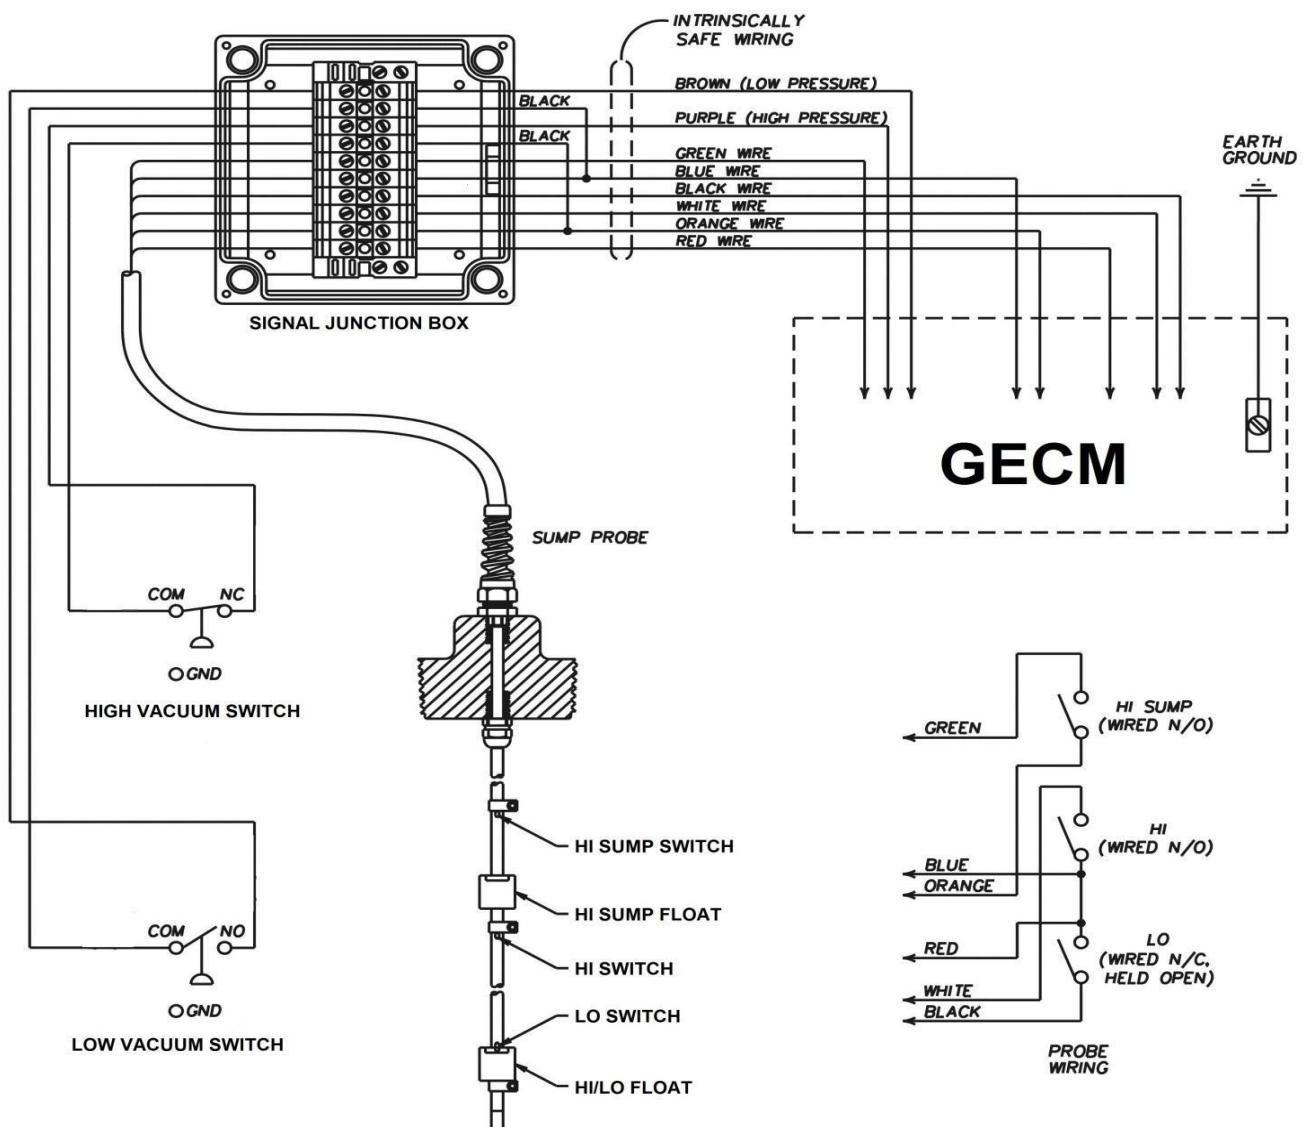 INTRINSICALLY
SAFE WIRING
BROWN (LOW PRESSURE)
BLACK
PURPLE (HIGH PRESSURE)
BLACK
GREEN WIRE
BLUE WIRE
BLACK WIRE
WHITE WIRE
ORANGE WIRE
RED WIRE
EARTH
GROUND
SIGNAL JUNCTION BOX
GECM
SUMP PROBE
COM NC
GND
HIGH VACUUM SWITCH
HI SUMP
(WIRED N/O)
GREEN
HI
(WIRED N/O)
BLUE
ORANGE
RED
LO
(WIRED N/C,
HELD OPEN)
WHITE
BLACK
PROBE
WIRING
HI SUMP SWITCH
HI SUMP FLOAT
HI SWITCH
LO SWITCH
HI/LO FLOAT
COM NO
GND
LOW VACUUM SWITCH